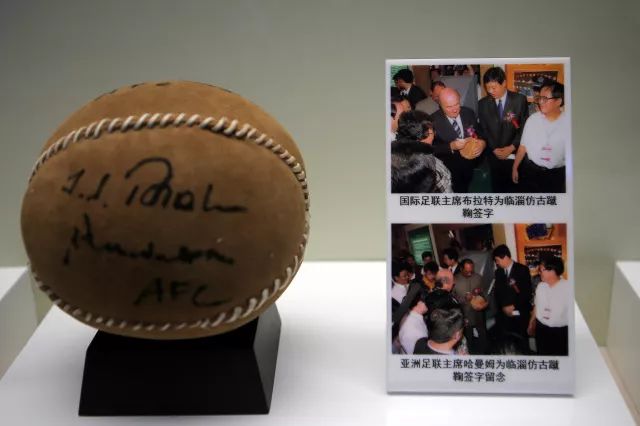 AFC
国际足联主席布拉特为临淄仿古蹴
鞠签字
亚洲足联主席哈曼姆为临淄仿古蹴
鞠签字留念